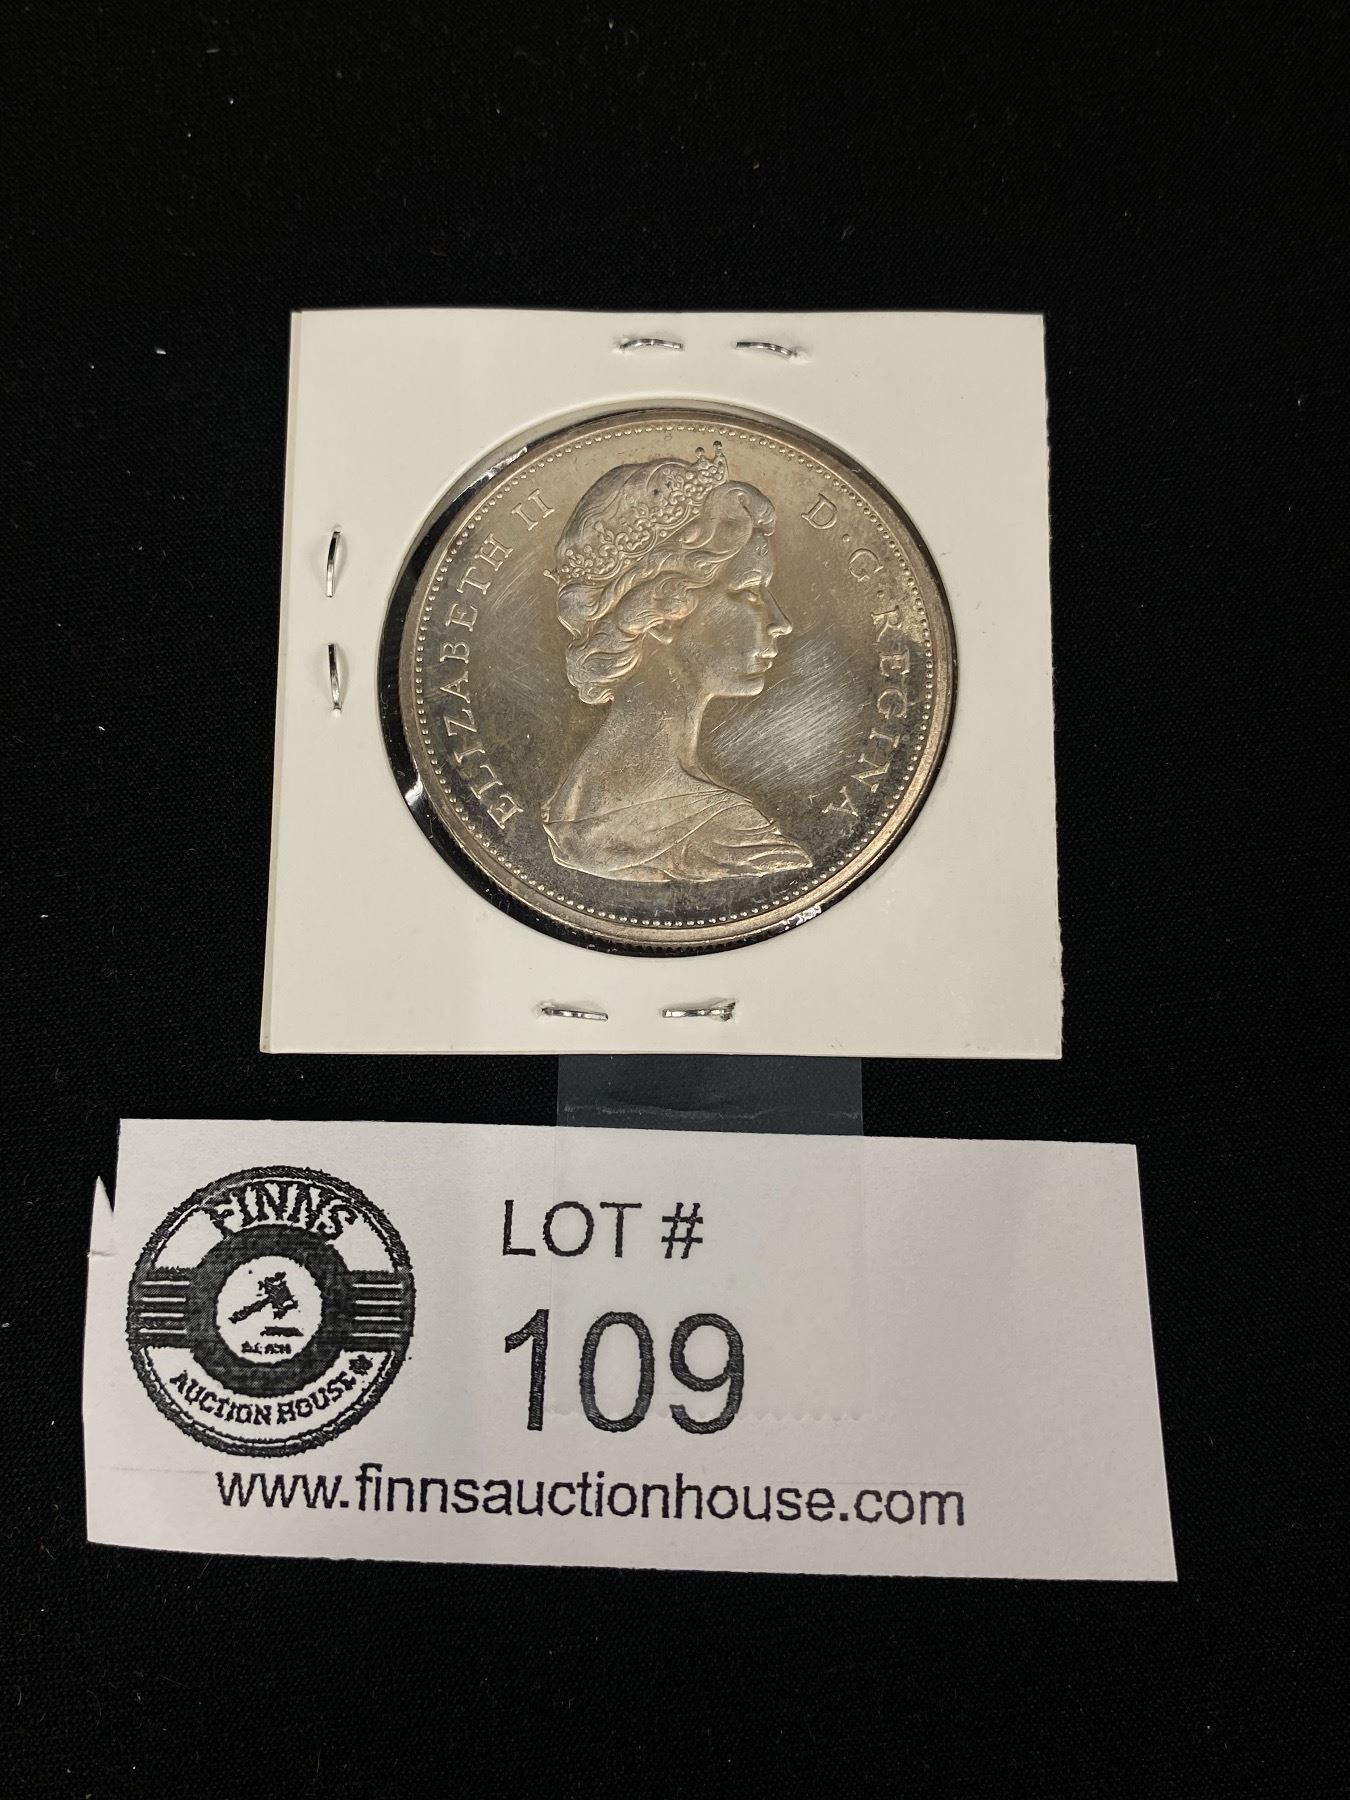 ELIZABETH II D·G·REGINA
FINNS
AUCTION HOUSE
LOT #
109
www.finnsauctionhouse.com